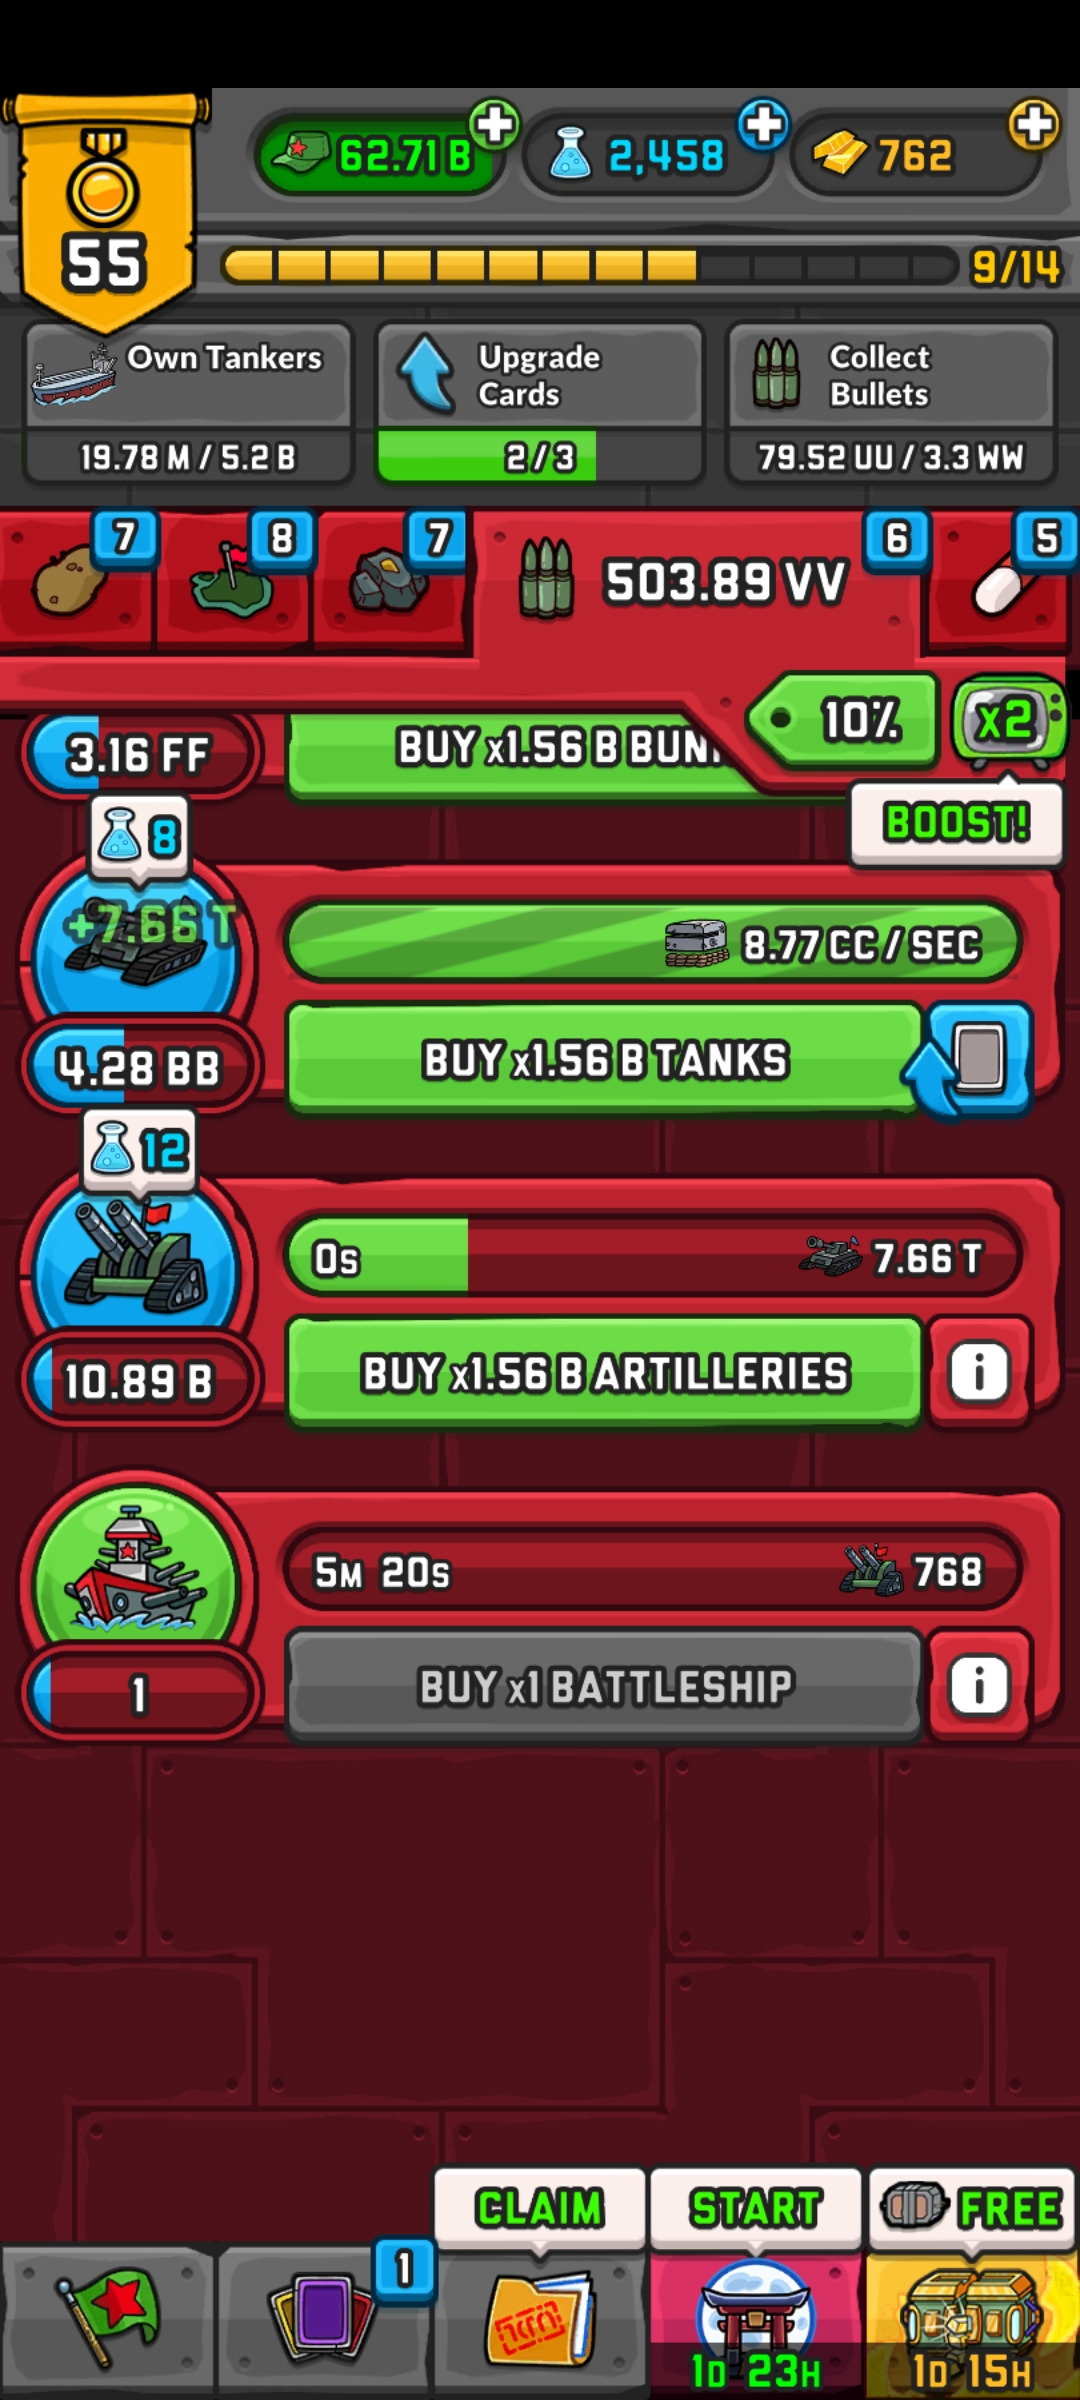 55
62.71 B
2,458
762
9/14
Own Tankers
19.78 M / 5.2 B
Upgrade
Cards
2 / 3
Collect
Bullets
79.52 UU / 3.3 WW
7
8
7
503.89 VV
6
5
10%
x2
BOOST!
3.16 FF
BUY x1.56 B
8
+7.66 T
8.77 CC / SEC
4.28 BB
BUY x1.56 B TANKS
12
0s
7.66 T
10.89 B
BUY x1.56 B ARTILLERIES
i
5M 20s
768
1
BUY x1 BATTLESHIP
i
CLAIM
START
FREE
1
1D 23H
1D 15H